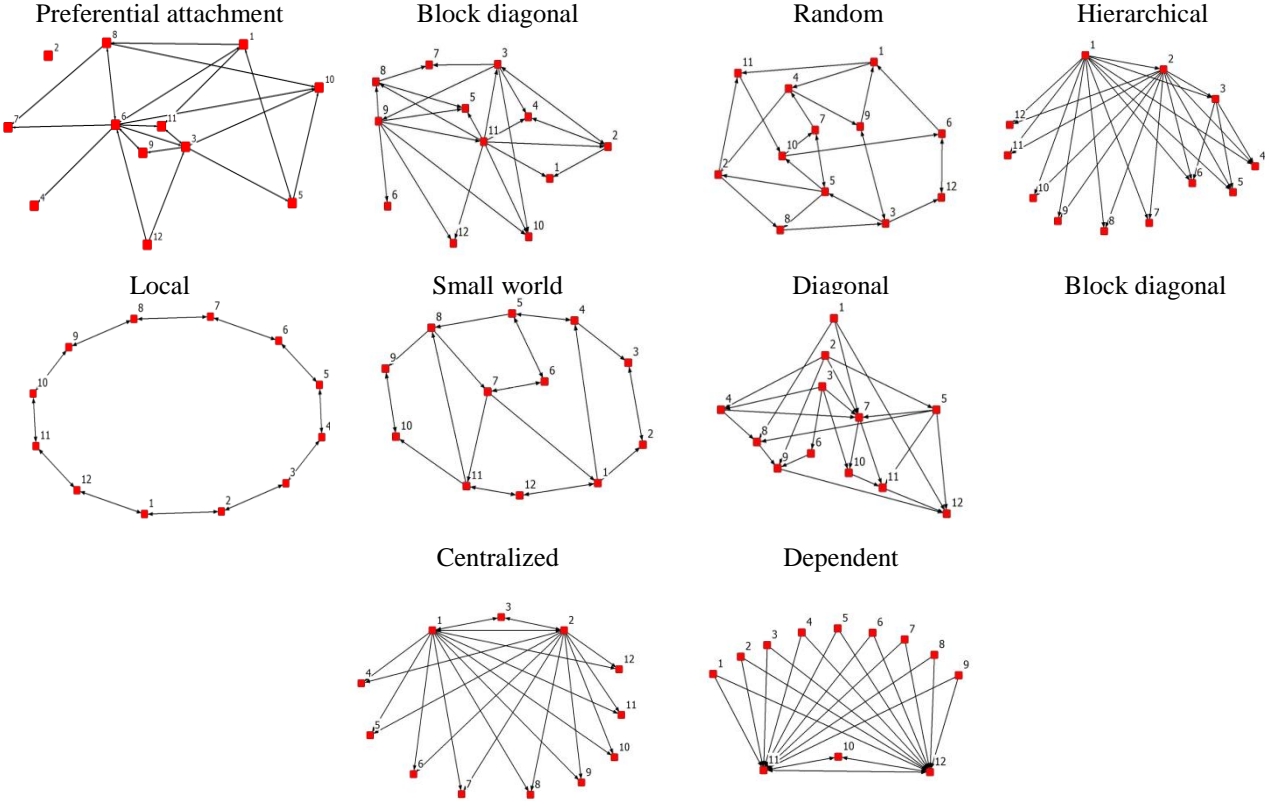 Preferential attachment Block diagonal Random Hierarchical
2 8 1 10 7 6 11 9 3 4 5 12
7 3 8 5 4 9 11 2 1 6 12 10
1 11 4 7 9 6 10 2 5 12 8 3
1 2 3 12 11 4 6 5 10 9 8 7
Local Small world Diagonal Block diagonal
8 7 9 6 10 5 11 4 12 3 1 2
5 4 8 3 9 6 7 10 2 11 12 1
1 2 3 4 7 5 8 6 9 10 11 12
Centralized Dependent
3 1 2 12 4 11 5 10 6 9 7 8
4 5 6 7 3 2 8 1 9 10 11 12